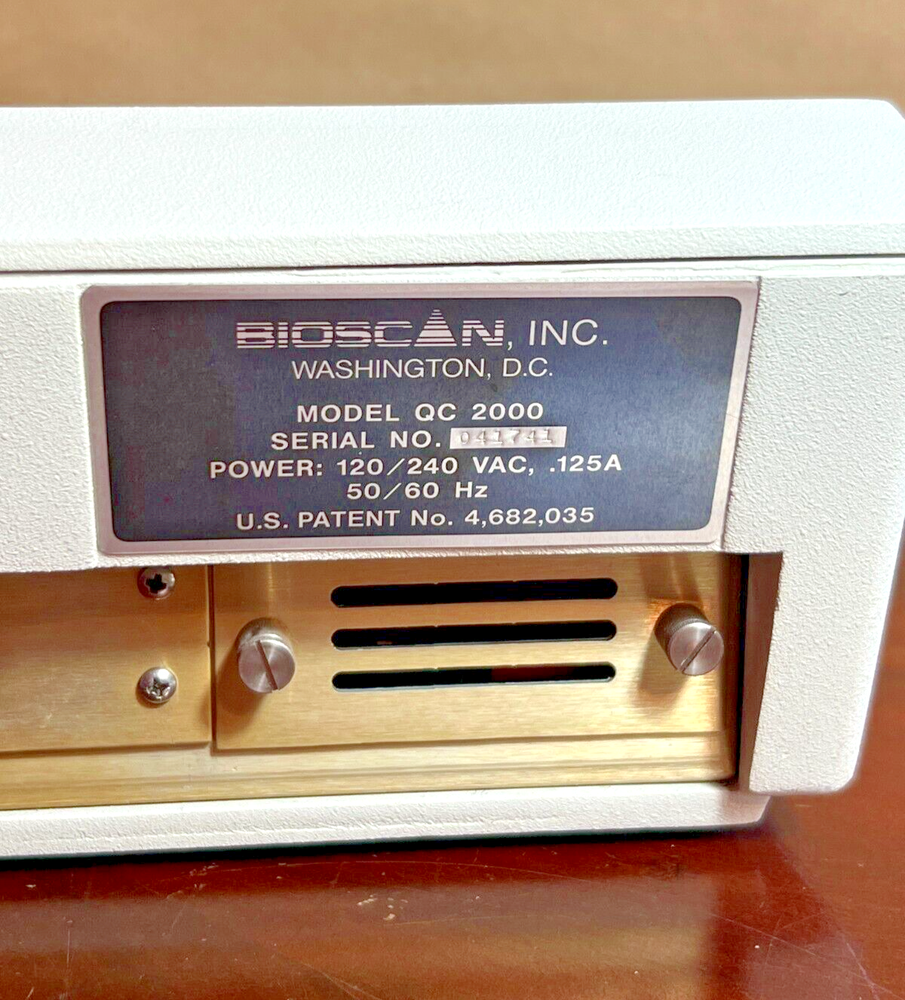 BIOSCAN, INC.
WASHINGTON, D.C.
MODEL QC 2000
SERIAL NO. 041741
POWER: 120/240 VAC, .125A
50/60 Hz
U.S. PATENT No. 4,682,035